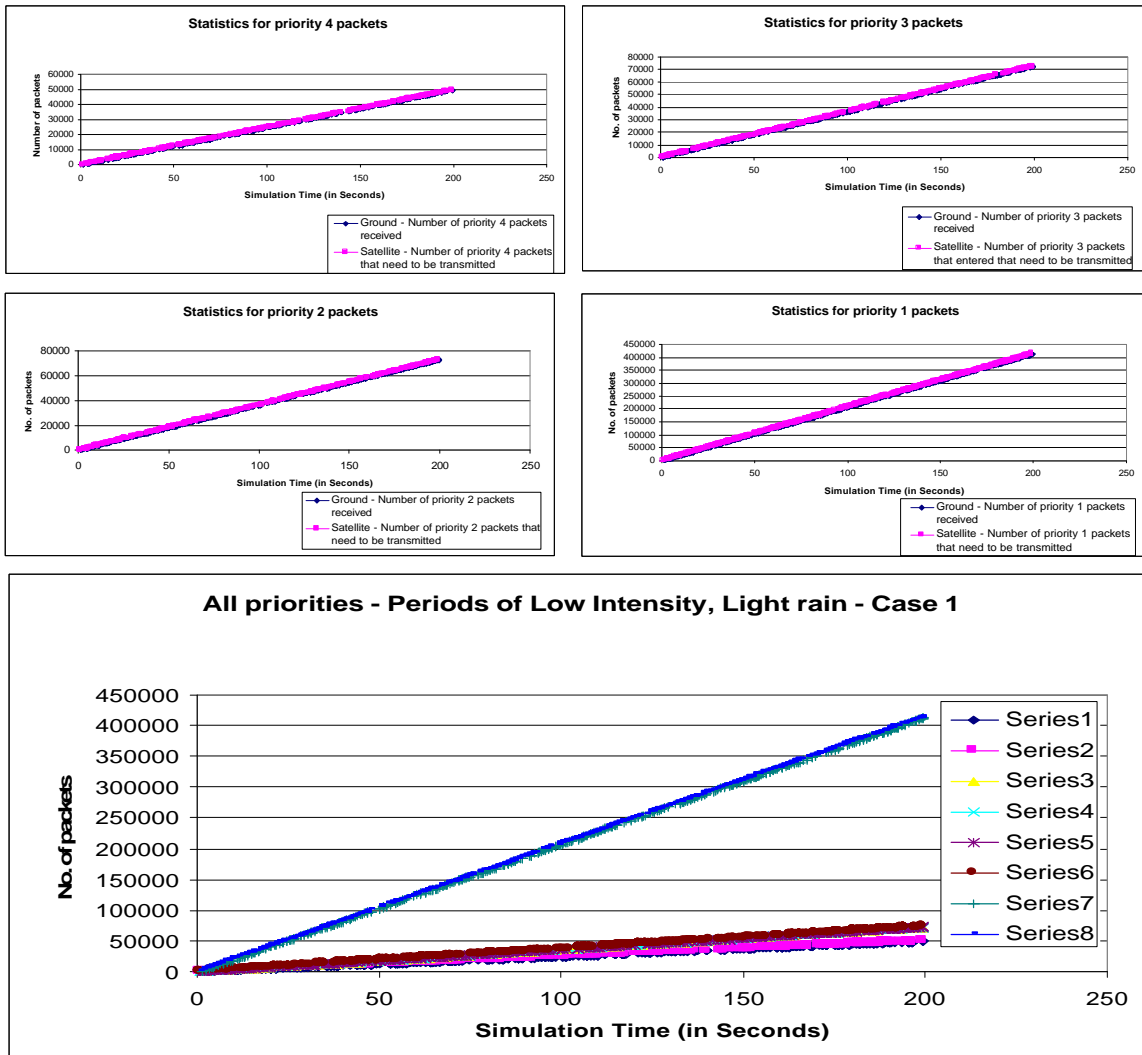 Statistics for priority 4 packets
Number of packets
60000
50000
40000
30000
20000
10000
0
0 50 100 150 200 250
Simulation Time (in Seconds)
Ground - Number of priority 4 packets
received
Satellite - Number of priority 4 packets
that need to be transmitted
Statistics for priority 3 packets
No. of packets
80000
70000
60000
50000
40000
30000
20000
10000
0
0 50 100 150 200 250
Simulation Time (in Seconds)
Ground - Number of priority 3 packets
received
Satellite - Number of priority 3 packets
that entered that need to be transmitted
Statistics for priority 2 packets
No. of packets
80000
60000
40000
20000
0
0 50 100 150 200 250
Simulation Time (in Seconds)
Ground - Number of priority 2 packets
received
Satellite - Number of priority 2 packets that
need to be transmitted
Statistics for priority 1 packets
No. of packets
450000
400000
350000
300000
250000
200000
150000
100000
50000
0
0 50 100 150 200 250
Simulation Time (in Seconds)
Ground - Number of priority 1 packets
received
Satellite - Number of priority 1 packets
that need to be transmitted
All priorities - Periods of Low Intensity, Light rain - Case 1
No. of packets
450000
400000
350000
300000
250000
200000
150000
100000
50000
0
0 50 100 150 200 250
Simulation Time (in Seconds)
Series1
Series2
Series3
Series4
Series5
Series6
Series7
Series8